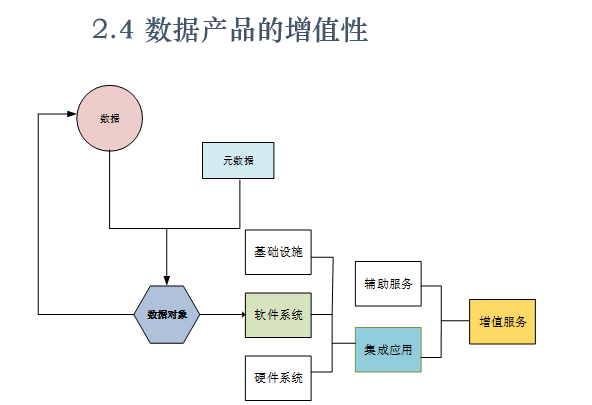 2.4 数据产品的增值性
数据
元数据
基础设施
辅助服务
数据对象
软件系统
增值服务
集成应用
硬件系统